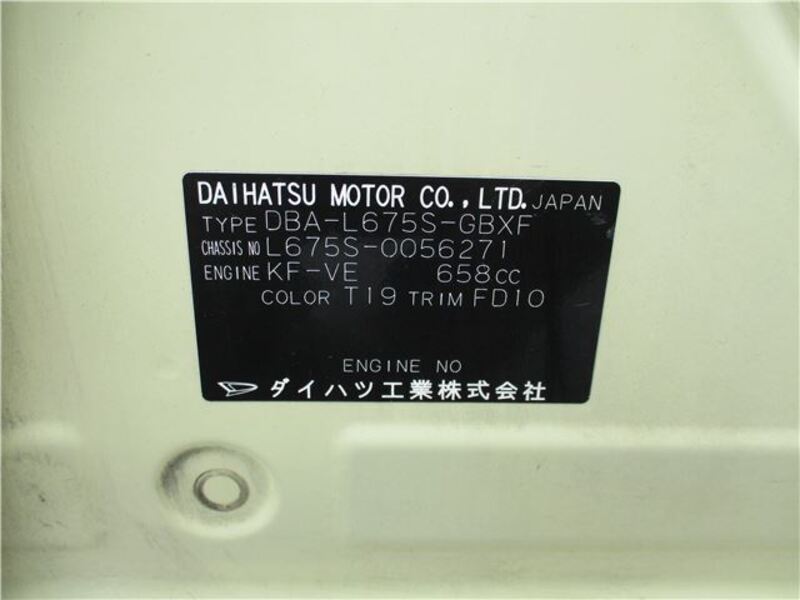 DAIHATSU MOTOR CO., LTD. JAPAN
TYPE DBA-L675S-GBXF
CHASSIS NO L675S-0056271
ENGINE KF-VE 658cc
COLOR T19 TRIM FD10
ENGINE NO
ダイハツ工業株式会社